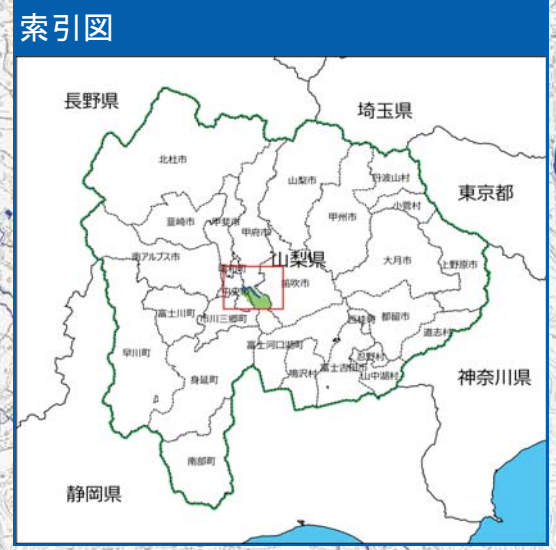 索引図
長野県
埼玉県
北杜市
山梨市
丹波山村
東京都
小菅村
甲州市
韮崎市
甲斐市
甲府市
南アルプス市
山梨県
大月市
上野原市
笛吹市
富士川町
市川三郷町
西桂町
都留市
道志村
早川町
富士河口湖町
忍野村
鳴沢村
富士吉田市
山中湖村
身延町
神奈川県
南部町
静岡県